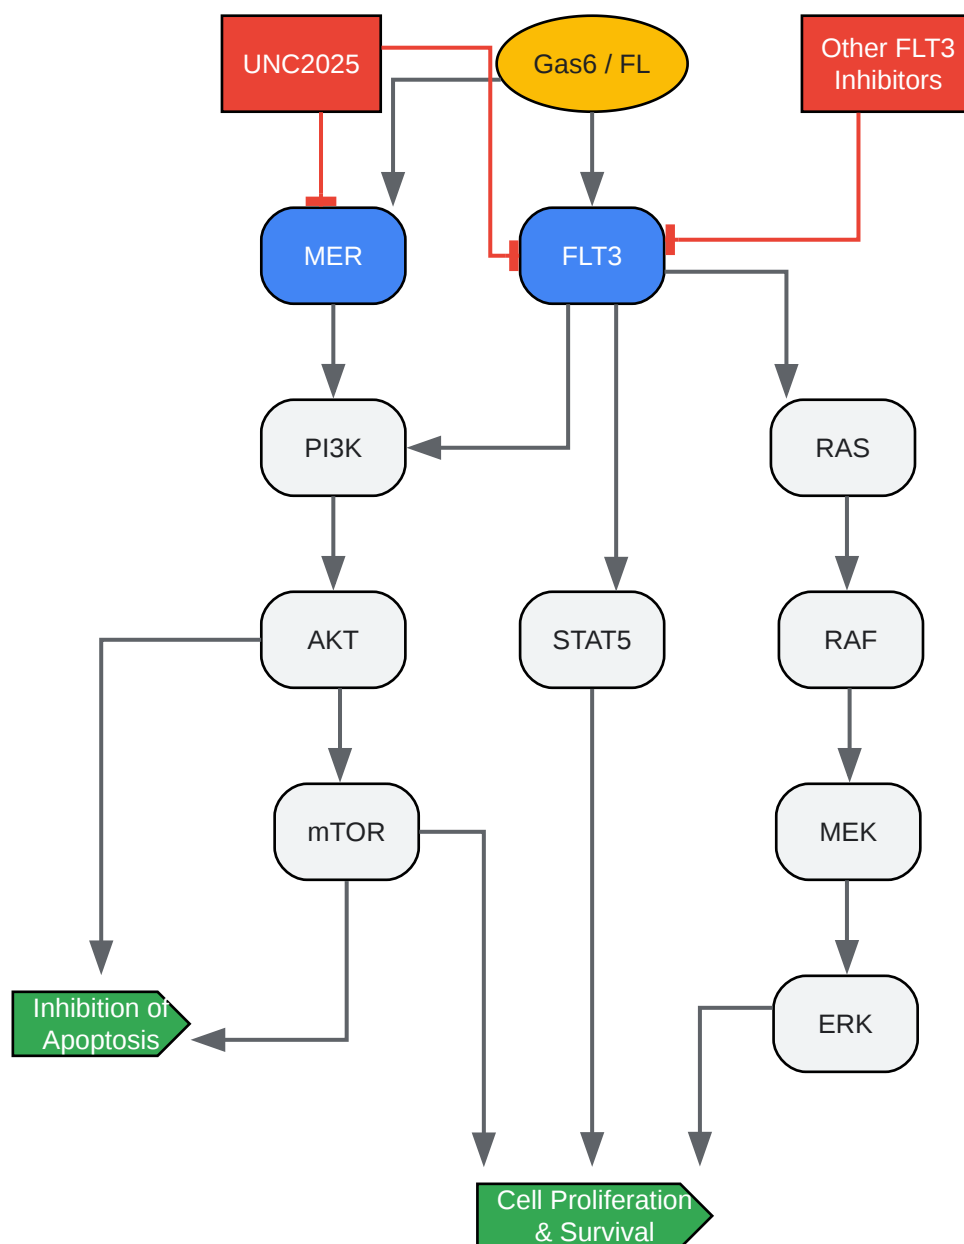 UNC2025
Gas6 / FL
Other FLT3
Inhibitors
MER
FLT3
PI3K
RAS
AKT
STAT5
RAF
mTOR
MEK
Inhibition of
Apoptosis
ERK
Cell Proliferation
& Survival